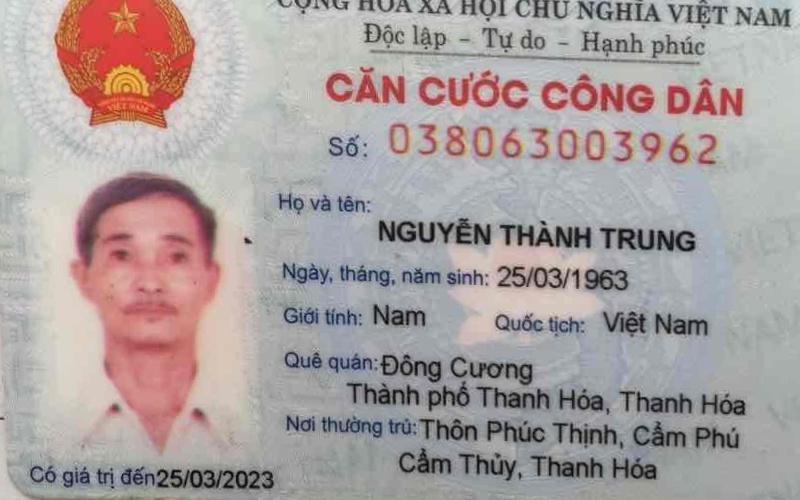 CỘNG HÒA XÃ HỘI CHỦ NGHĨA VIỆT NAM
Độc lập - Tự do - Hạnh phúc
CĂN CƯỚC CÔNG DÂN
Số: 038063003962
Họ và tên:
NGUYỄN THÀNH TRUNG
Ngày, tháng, năm sinh: 25/03/1963
Giới tính: Nam Quốc tịch: Việt Nam
Quê quán: Đông Cương
Thành phố Thanh Hóa, Thanh Hóa
Nơi thường trú: Thôn Phúc Thịnh, Cẩm Phú
Cẩm Thủy, Thanh Hóa
Có giá trị đến 25/03/2023
VIỆT NAM